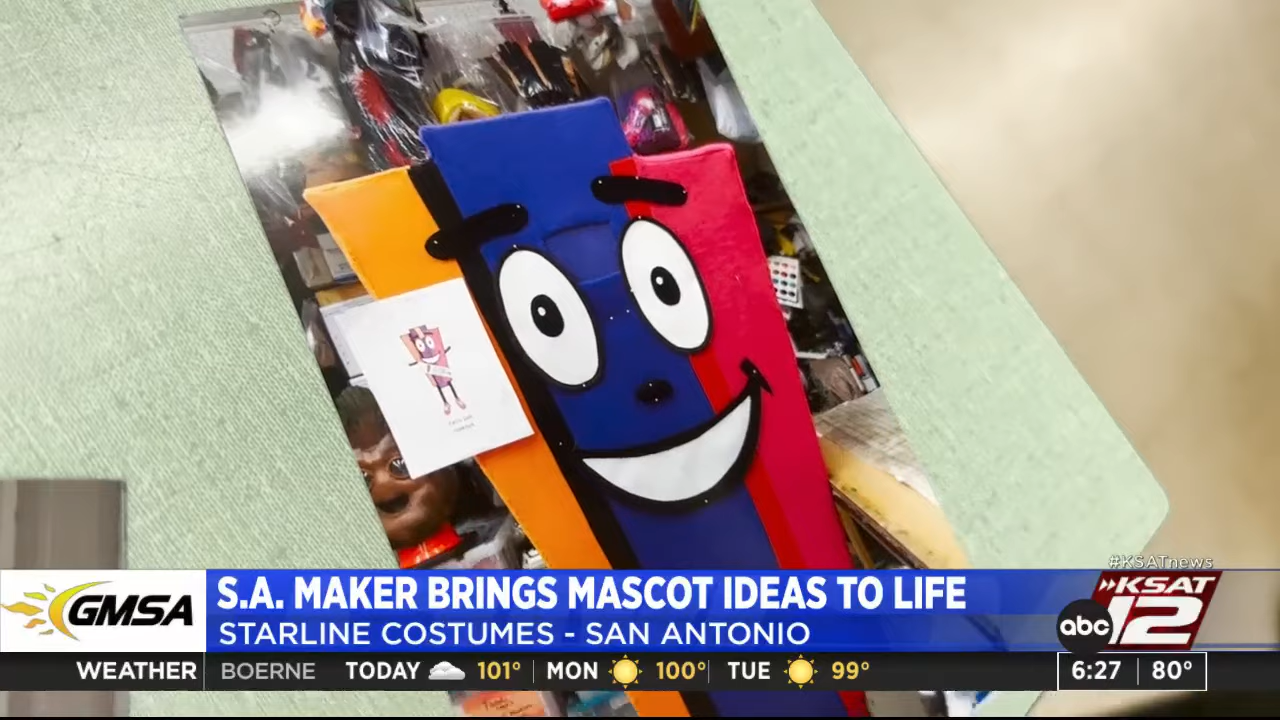 #KSATnews
GMSA
S.A. MAKER BRINGS MASCOT IDEAS TO LIFE
STARLINE COSTUMES - SAN ANTONIO
abc
KSAT
12
WEATHER BOERNE TODAY 101° MON 100° TUE 99° 6:27 80°